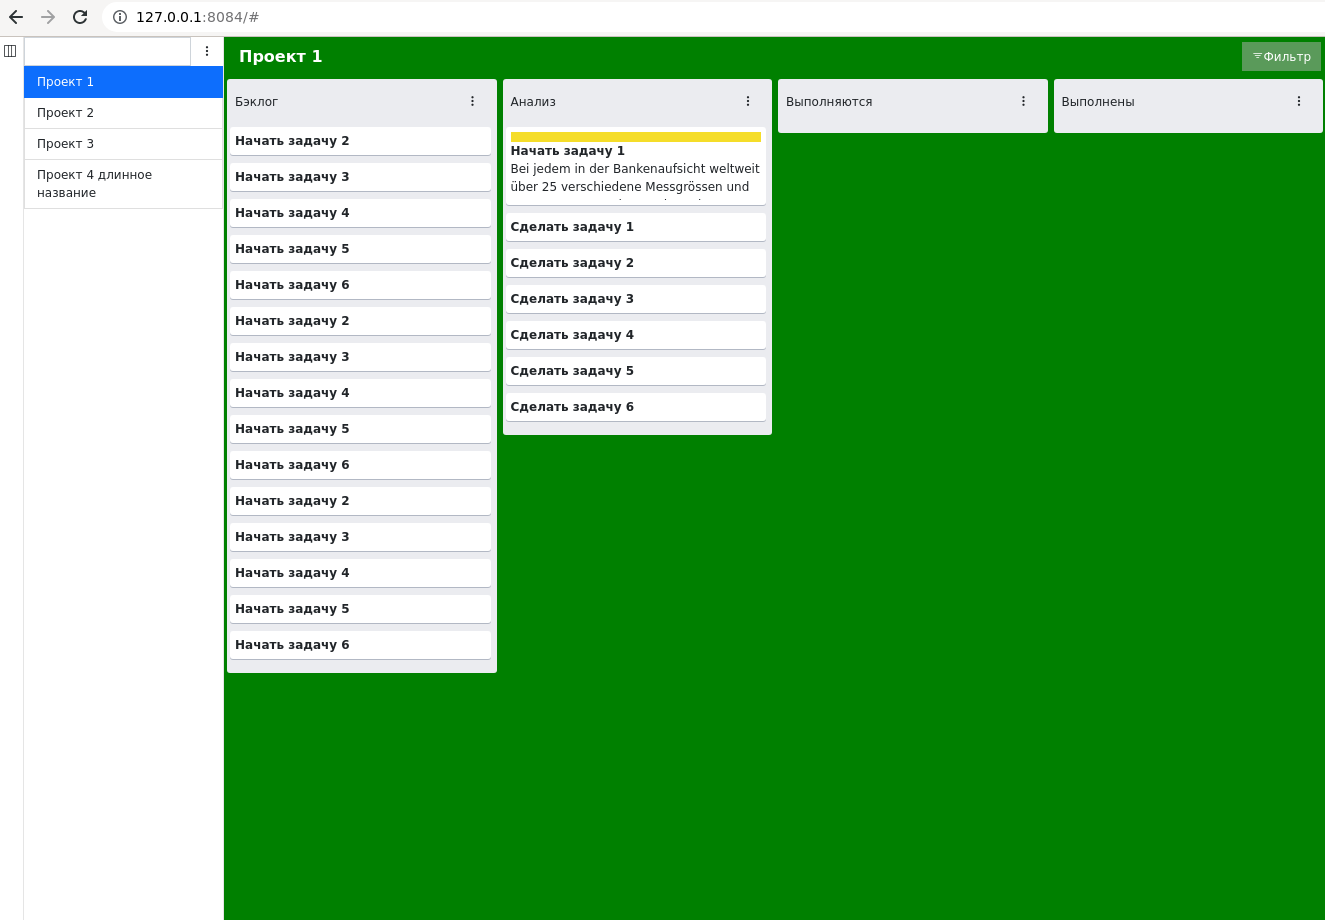 127.0.0.1:8084/#
Проект 1
Проект 2
Проект 3
Проект 4 длинное
название
Проект 1
Фильтр
Бэклог
Начать задачу 2
Начать задачу 3
Начать задачу 4
Начать задачу 5
Начать задачу 6
Начать задачу 2
Начать задачу 3
Начать задачу 4
Начать задачу 5
Начать задачу 6
Начать задачу 2
Начать задачу 3
Начать задачу 4
Начать задачу 5
Начать задачу 6
Анализ
Начать задачу 1
Bei jedem in der Bankenaufsicht weltweit
über 25 verschiedene Messgrössen und
Сделать задачу 1
Сделать задачу 2
Сделать задачу 3
Сделать задачу 4
Сделать задачу 5
Сделать задачу 6
Выполняются
Выполнены